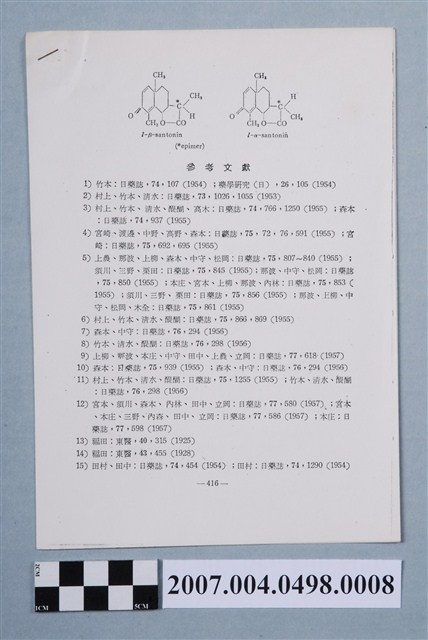 CH₃
CH₃
H
O
CH₃ O—CO
l-β-santonin
CH₃
H
CH₃
O
CH₃ O—CO
l-α-santonin
(*epimer)
參考文獻
1) 竹本：日藥誌，74，107 (1954)；藥學研究（日），26，105 (1954)
2) 村上、竹本、清水：日藥誌，73，1026，1055 (1953)
3) 村上、竹本、清水、醍醐、高木：日藥誌，74，766，1250 (1955)；森本
：日藥誌，74，937 (1955)
4) 宮崎、渡邊、中野、高野、森本：日藥誌，75，72，76，591 (1955)；宮
崎：日藥誌，75，692，695 (1955)
5) 上農、那波、上柳、森本、中守、松岡：日藥誌，75，807~840 (1955)；
須川、三野、栗田：日藥誌，75，845 (1955)；那波、中守、松岡：日藥誌
，75，850 (1955)；本庄、宮本、上柳、那波、內林：日藥誌，75，853 (
1955)；須川、三野、栗田：日藥誌，75，856 (1955)；那波、上柳、中
守、松岡、木全：日藥誌，75，861 (1955)
6) 村上、竹本、清水、醍醐：日藥誌，75，866，869 (1955)
7) 森本、中守：日藥誌，76，294 (1956)
8) 竹本、清水、醍醐：日藥誌，76，298 (1956)
9) 上柳、那波、本庄、中守、田中、上農、立岡：日藥誌，77，618 (1957)
10) 森本：日藥誌，75，939 (1955)；森本、中守：日藥誌，76，294 (1956)
11) 村上、竹本、清水、醍醐：日藥誌，75，1255 (1955)；竹本、清水、醍醐
：日藥誌，76，298 (1956)
12) 宮本、須川、森本、內林、田中、立岡：日藥誌，77，580 (1957)；宮本
、本庄、三野、內森、田中、立岡：日藥誌，77，586 (1957)；本庄：日
藥誌，77，598 (1957)
13) 福田：東醫，40，315 (1925)
14) 福田：東醫，43，455 (1928)
15) 田村、田中：日藥誌，74，454 (1954)；田村：日藥誌，74，1290 (1954)
—416—
1CM
1CM
5CM
2007.004.0498.0008